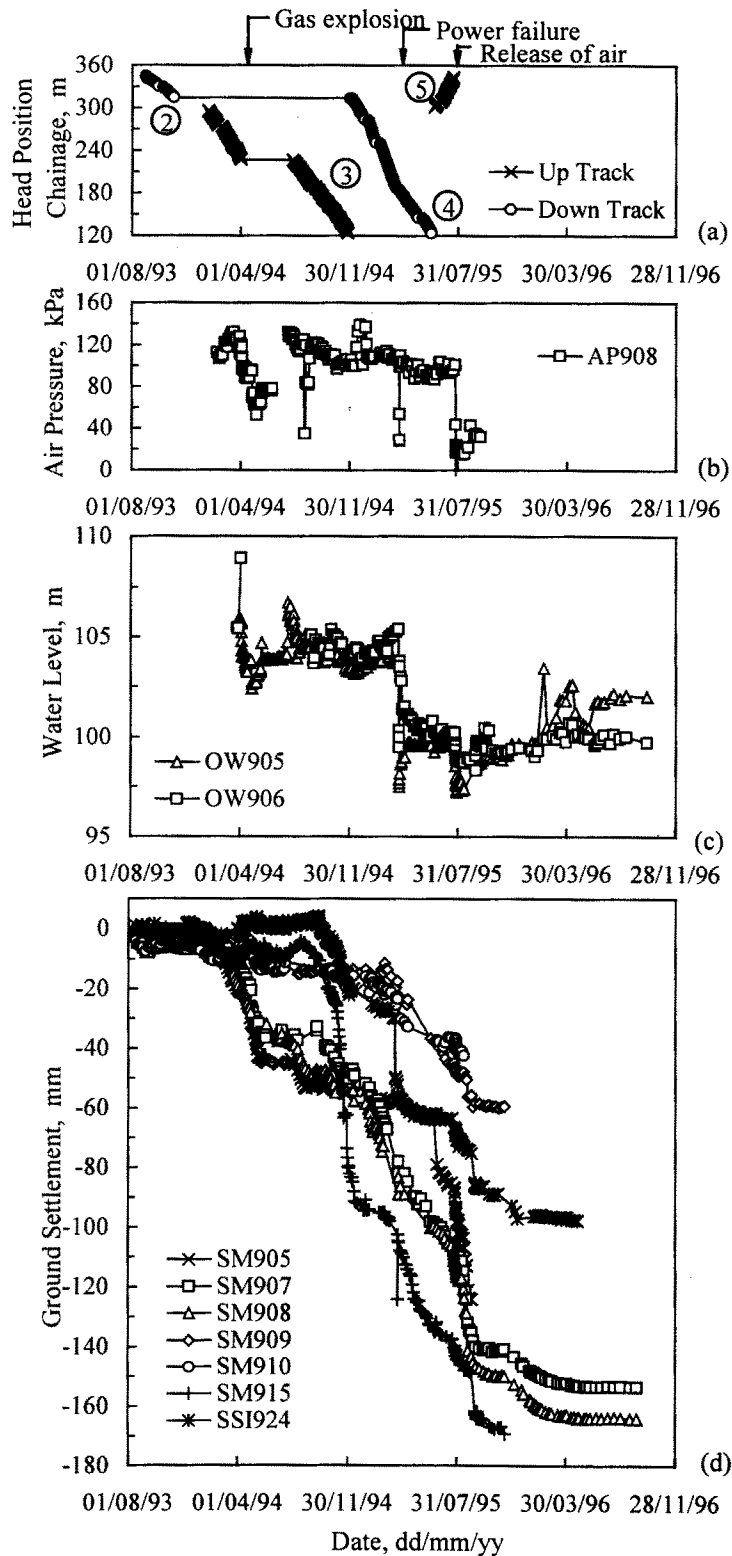 Gas explosion
Power failure
Release of air
Head Position
Chainage, m
360
300
240
180
120
2
3
4
5
Up Track
Down Track
(a)
01/08/93 01/04/94 30/11/94 31/07/95 30/03/96 28/11/96
Air Pressure, kPa
160
120
80
40
0
AP908
(b)
01/08/93 01/04/94 30/11/94 31/07/95 30/03/96 28/11/96
Water Level, m
110
105
100
95
OW905
OW906
(c)
01/08/93 01/04/94 30/11/94 31/07/95 30/03/96 28/11/96
Ground Settlement, mm
0
-20
-40
-60
-80
-100
-120
-140
-160
-180
SM905
SM907
SM908
SM909
SM910
SM915
SSI924
(d)
01/08/93 01/04/94 30/11/94 31/07/95 30/03/96 28/11/96
Date, dd/mm/yy